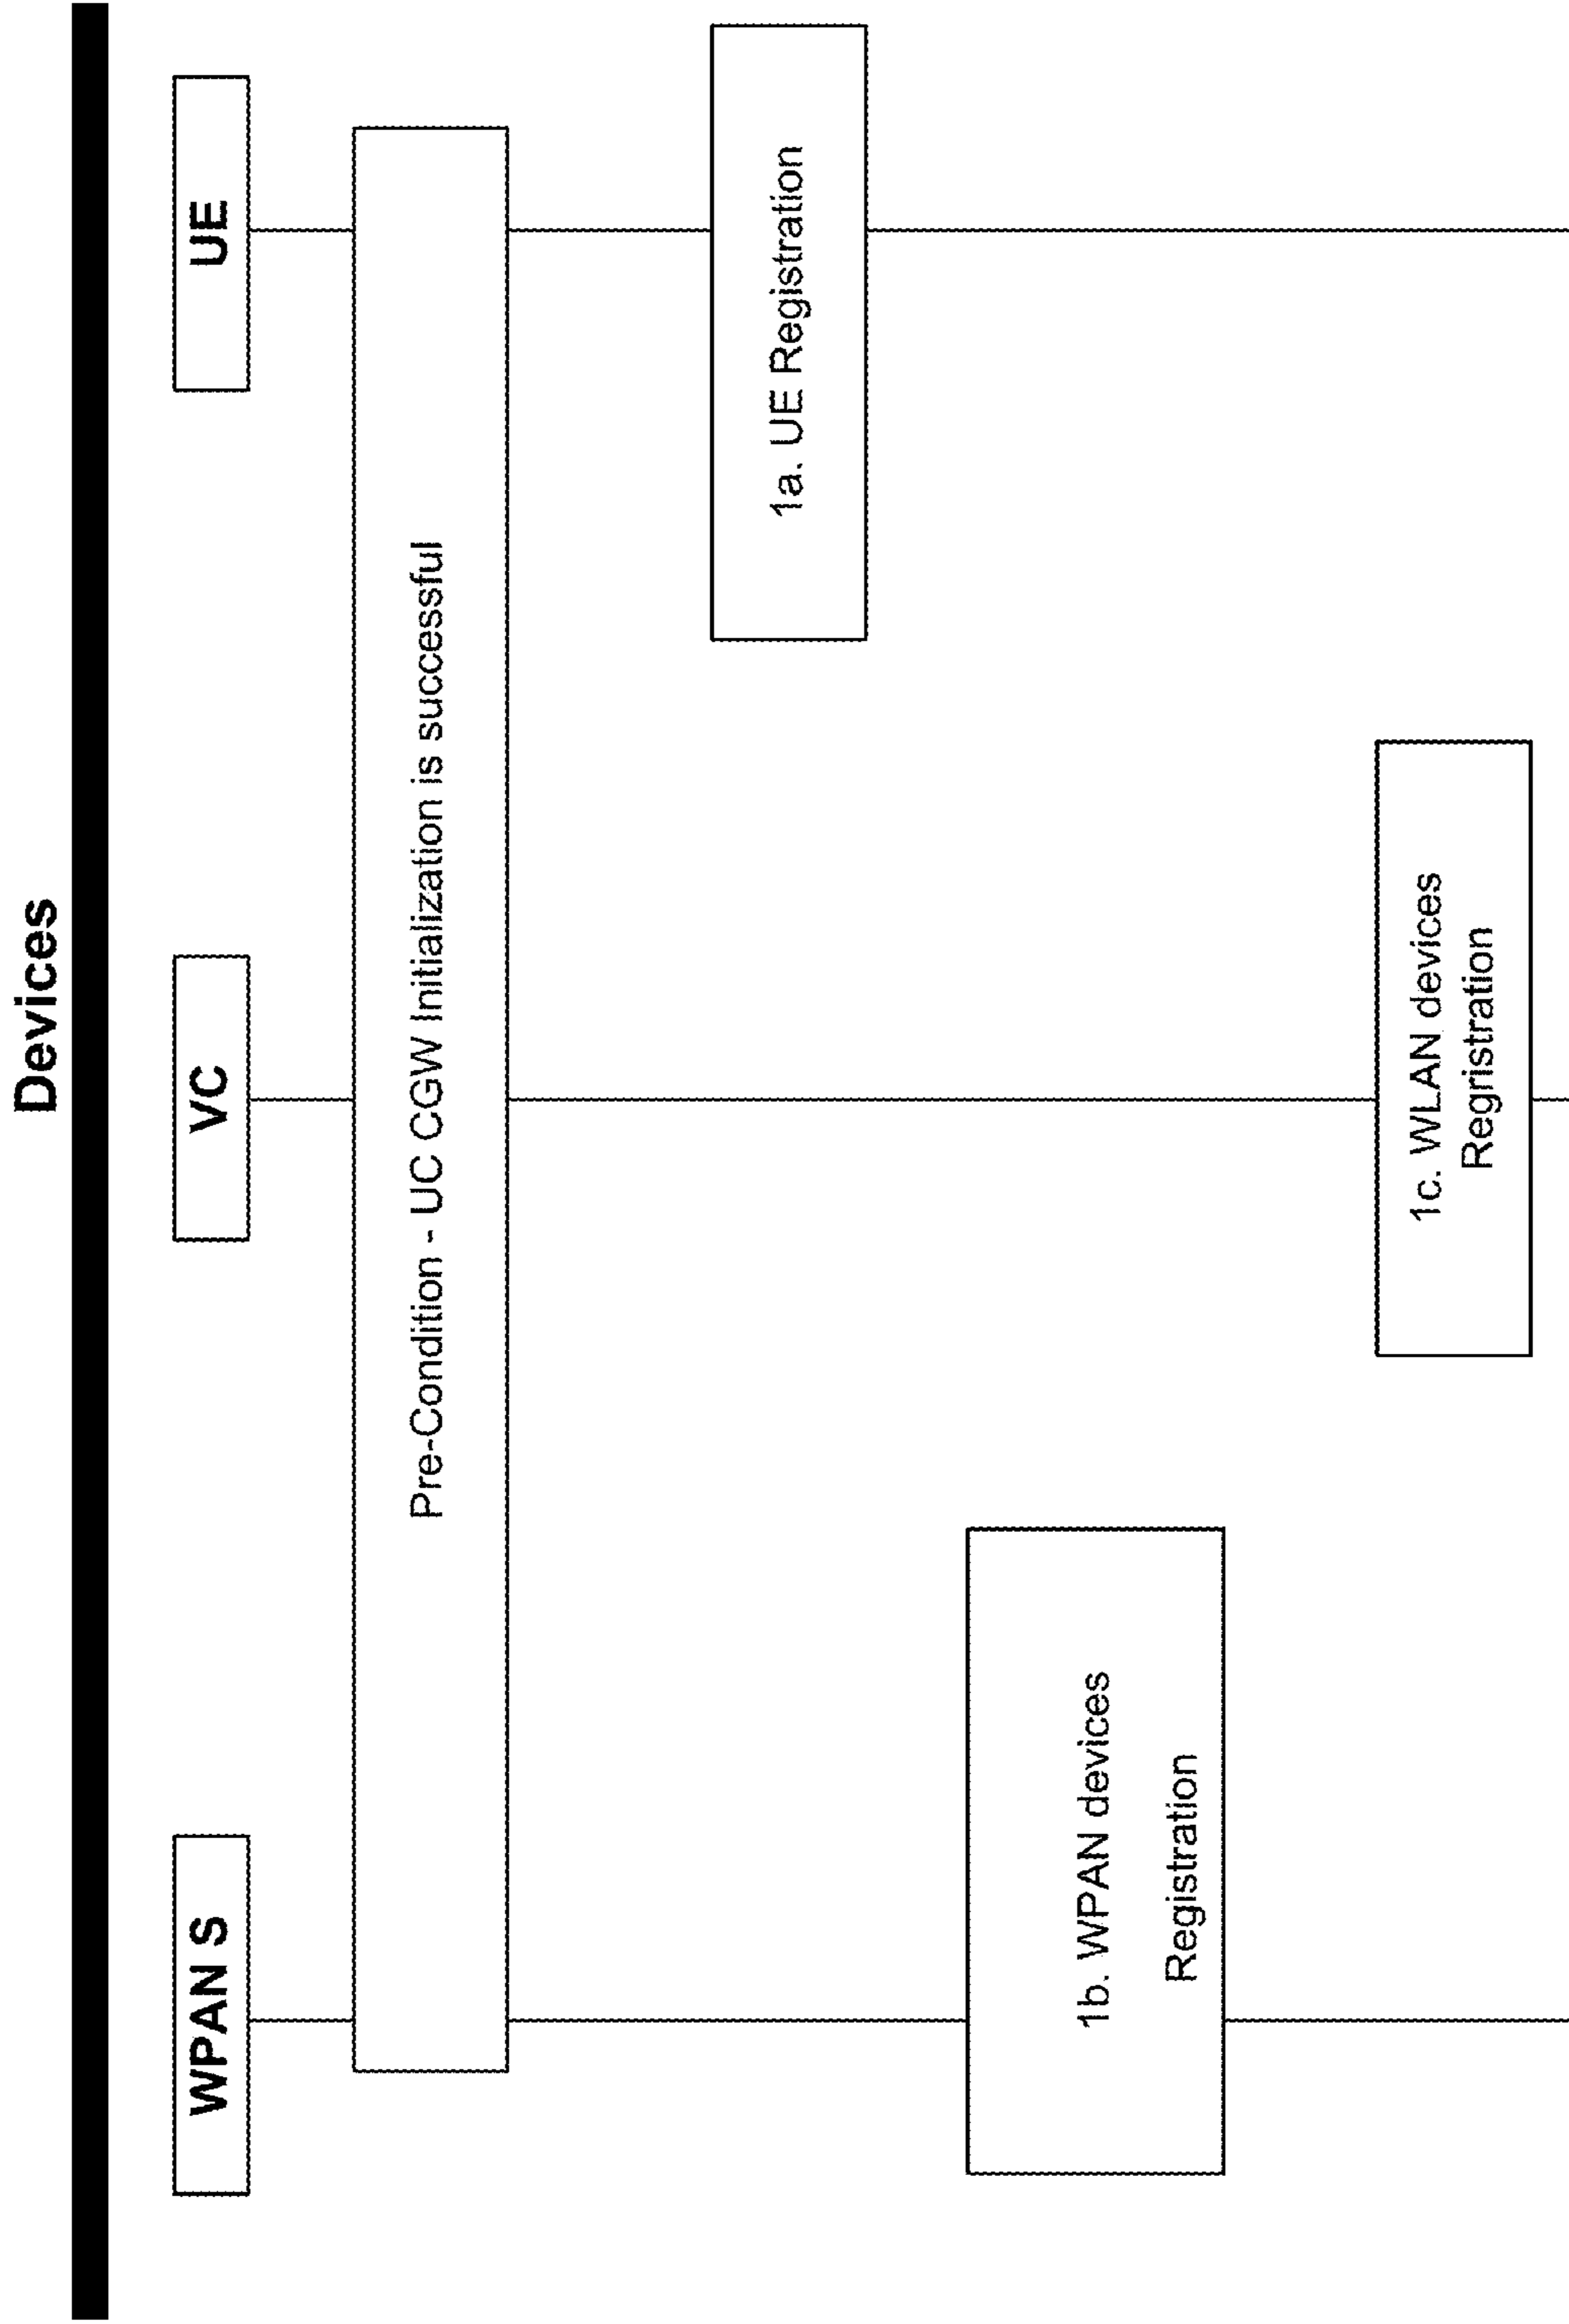 Devices
WPAN S
VC
UE
Pre-Condition - UC CGW Initialization is successful
1a. UE Registration
1b. WPAN devices
Registration
1c. WLAN devices
Regristration